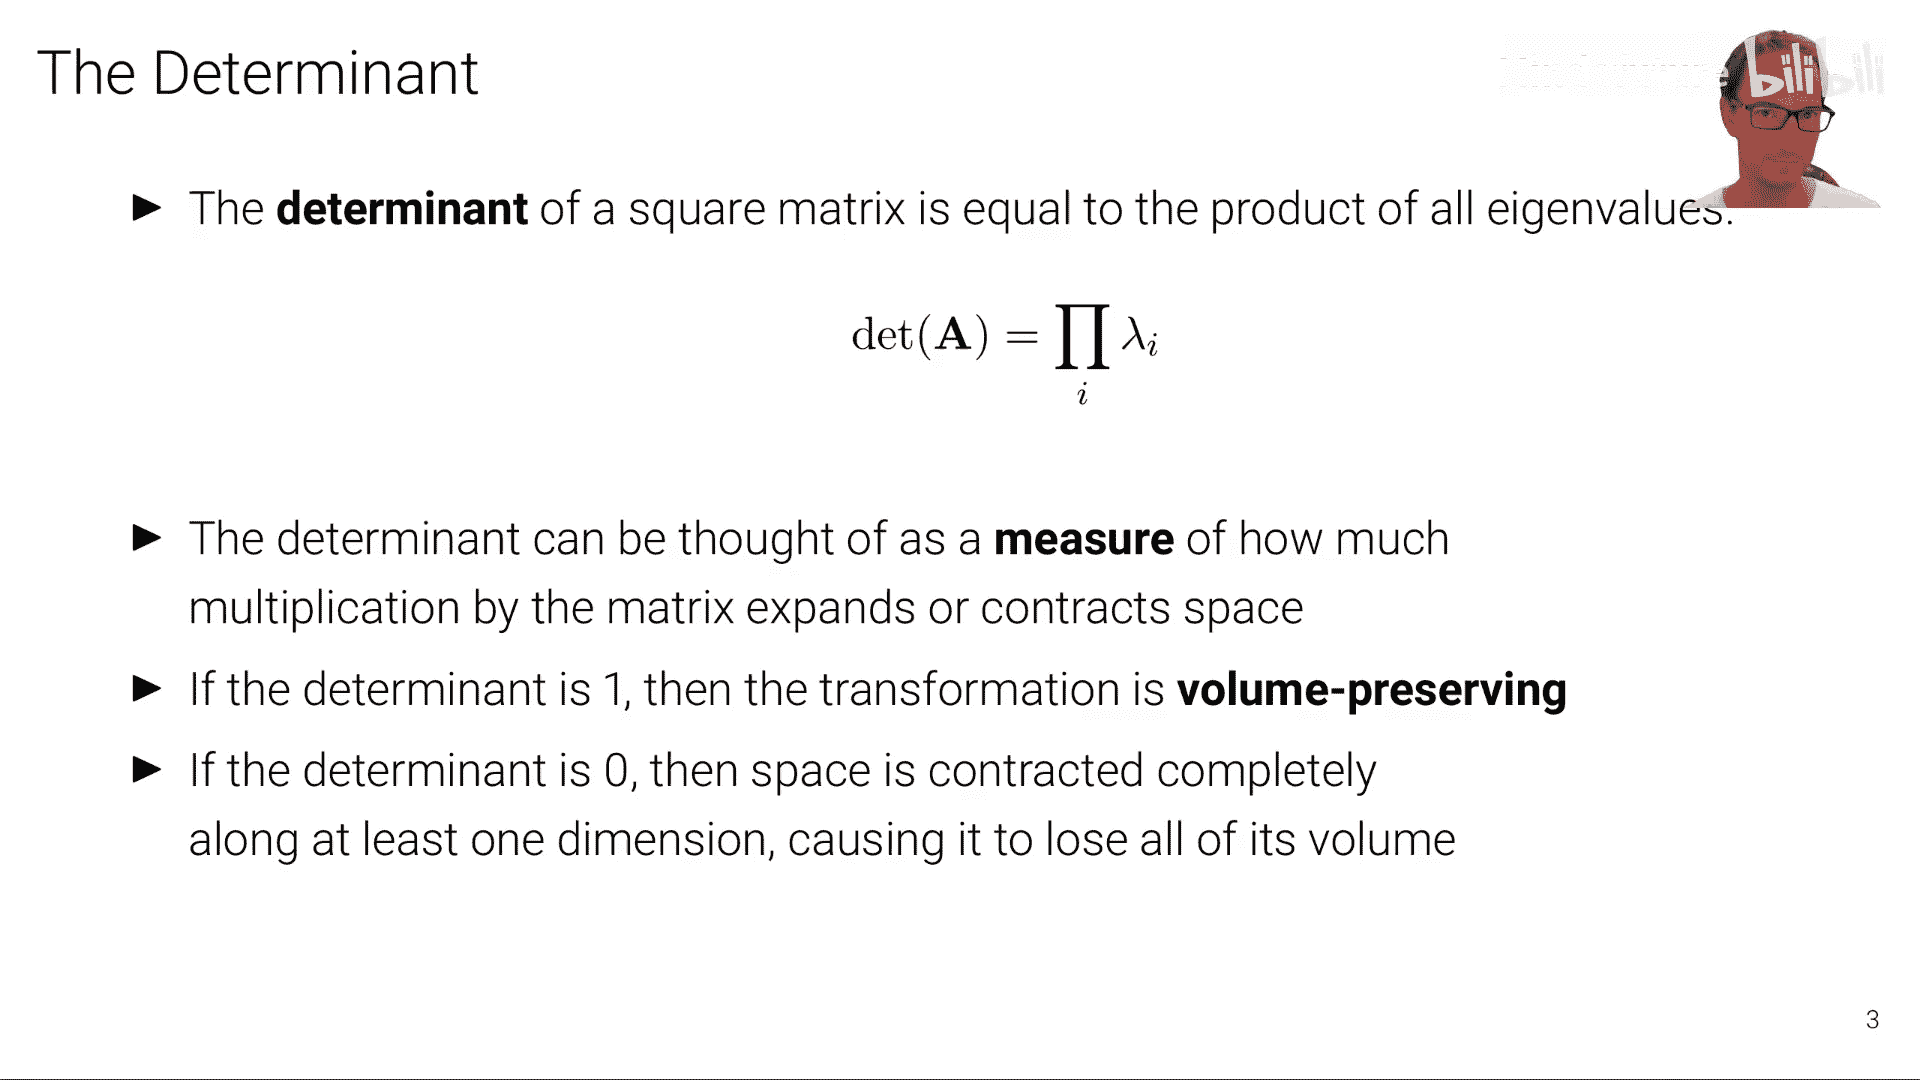 The Determinant
bilibili
► The determinant of a square matrix is equal to the product of all eigenvalues:
det(A) = ∏ λᵢ
i
► The determinant can be thought of as a measure of how much
multiplication by the matrix expands or contracts space
► If the determinant is 1, then the transformation is volume-preserving
► If the determinant is 0, then space is contracted completely
along at least one dimension, causing it to lose all of its volume
3